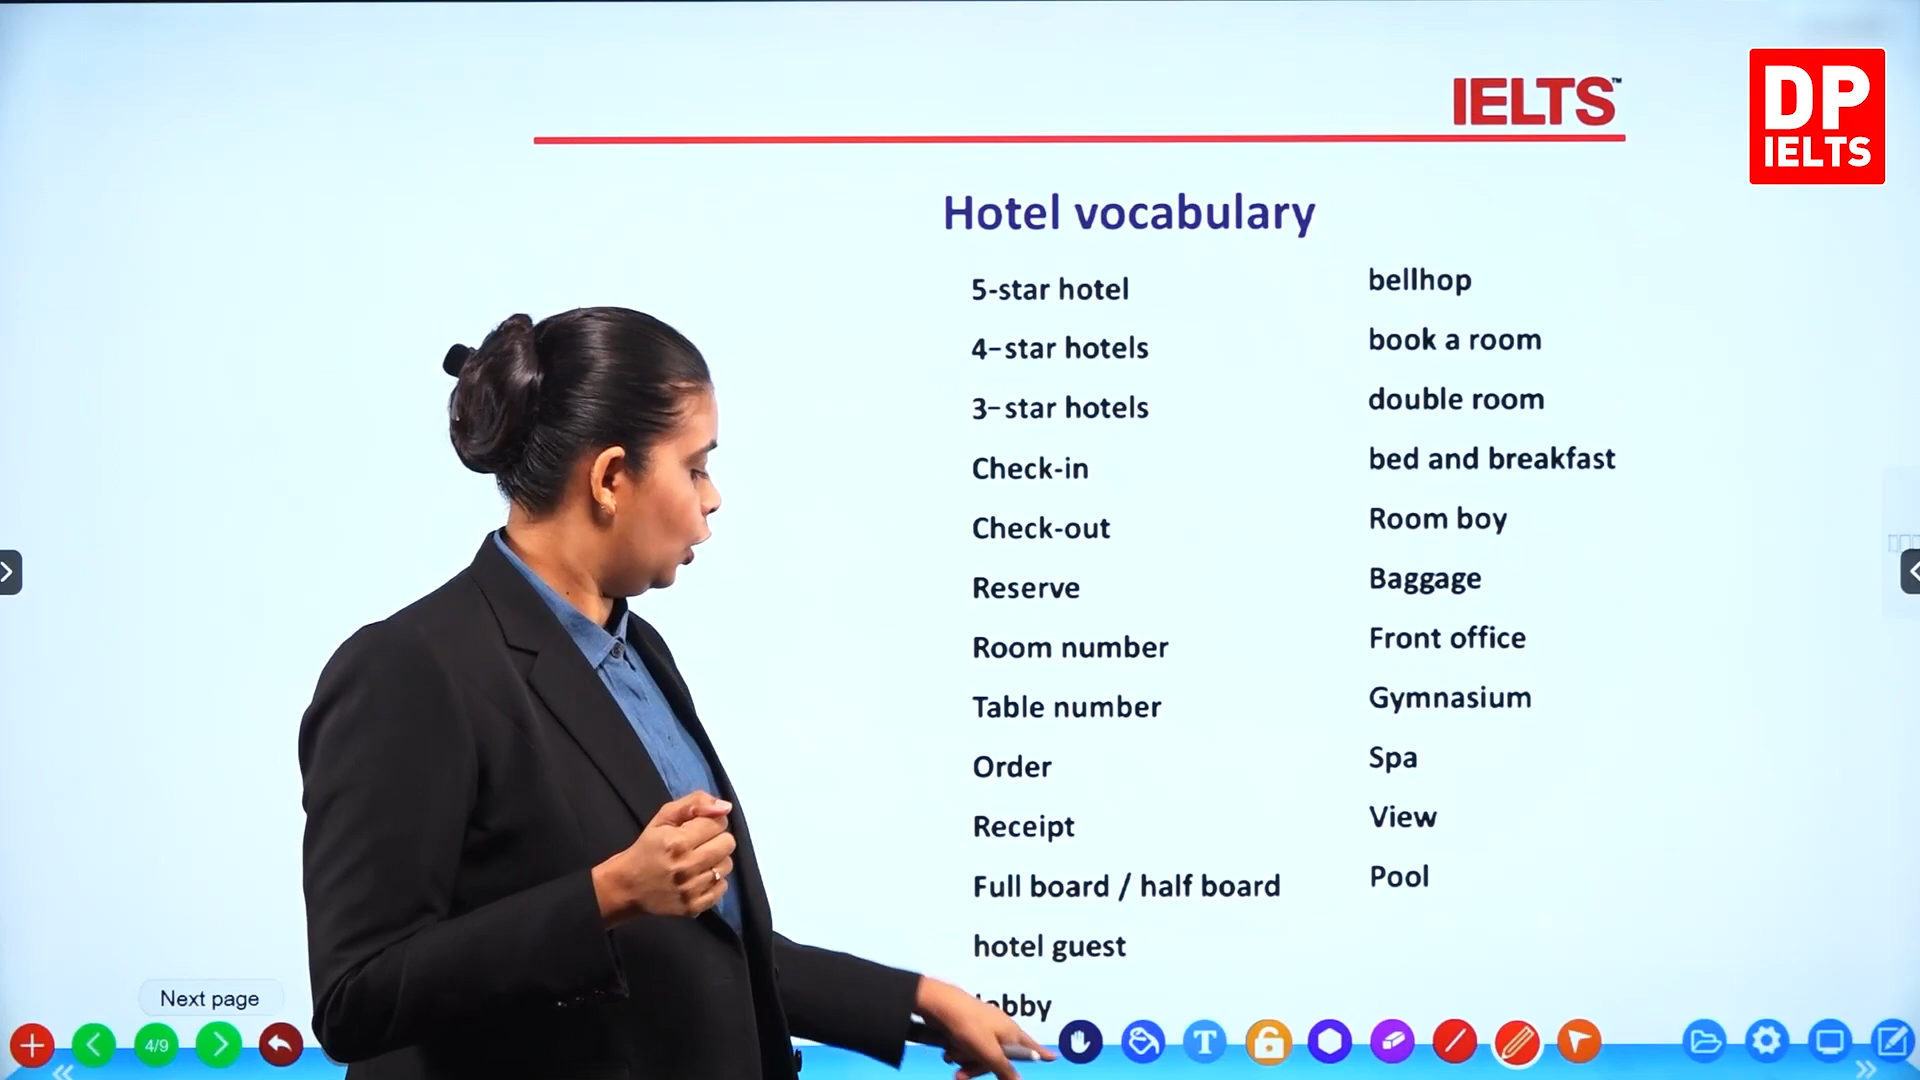 IELTS™
DP
IELTS
Hotel vocabulary
5-star hotel
4-star hotels
3-star hotels
Check-in
Check-out
Reserve
Room number
Table number
Order
Receipt
Full board / half board
hotel guest
obby
bellhop
book a room
double room
bed and breakfast
Room boy
Baggage
Front office
Gymnasium
Spa
View
Pool
Next page
4/9
T